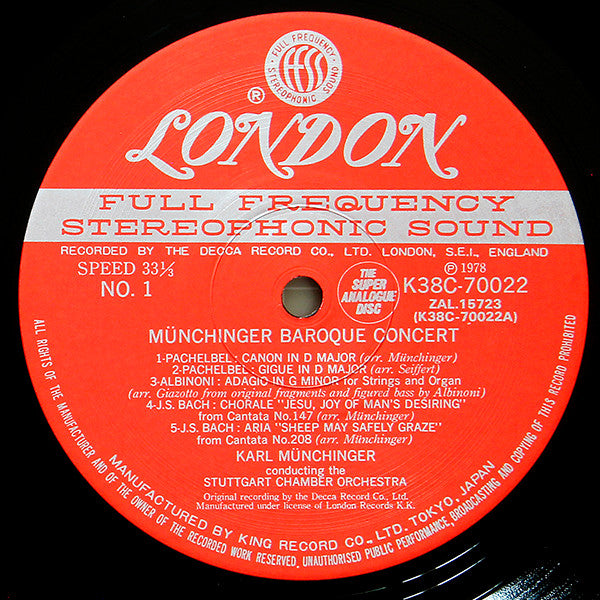 FULL FREQUENCY
ffss
STEREOPHONIC SOUND
® LONDON
FULL FREQUENCY
STEREOPHONIC SOUND
RECORDED BY THE DECCA RECORD CO., LTD. LONDON, S.E.I., ENGLAND
SPEED 33⅓
NO. 1
THE
SUPER
ANALOGUE
DISC
℗ 1978
K38C-70022
ZAL.15723
(K38C-70022A)
MÜNCHINGER BAROQUE CONCERT
1-PACHELBEL : CANON IN D MAJOR (arr. Münchinger)
2-PACHELBEL : GIGUE IN D MAJOR (arr. Seiffert)
3-ALBINONI : ADAGIO IN G MINOR for Strings and Organ
(arr. Giazotto from original fragments and figured bass by Albinoni)
4-J.S. BACH : CHORALE "JESU, JOY OF MAN'S DESIRING"
from Cantata No.147 (arr. Münchinger)
5-J.S. BACH : ARIA "SHEEP MAY SAFELY GRAZE"
from Cantata No.208 (arr. Münchinger)
KARL MÜNCHINGER
conducting the
STUTTGART CHAMBER ORCHESTRA
Original recording by the Decca Record Co., Ltd.
Manufactured under license of London Records K.K.
MANUFACTURED BY KING RECORD CO., LTD. TOKYO, JAPAN
ALL RIGHTS OF THE MANUFACTURER AND OF THE OWNER OF THE RECORDED WORK RESERVED. UNAUTHORISED PUBLIC PERFORMANCE, BROADCASTING AND COPYING OF THIS RECORD PROHIBITED